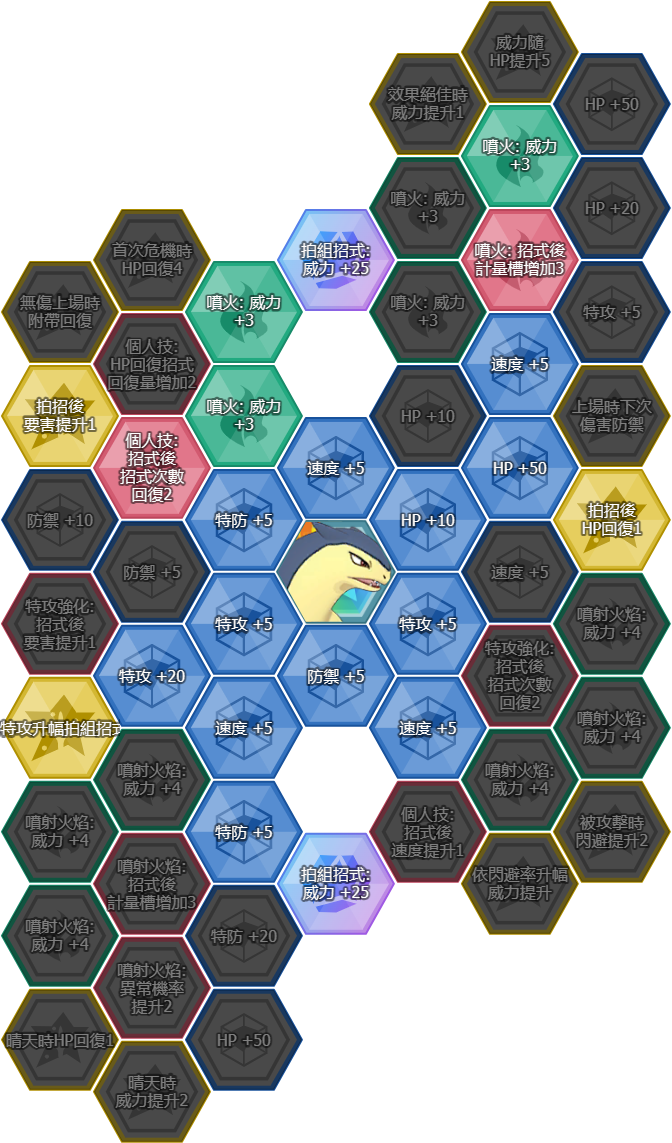 威力隨
HP提升5
效果絕佳時
威力提升1
HP +50
噴火: 威力
+3
噴火: 威力
+3
HP +20
首次危機時
HP回復4
拍組招式:
威力 +25
噴火: 招式後
計量槽增加3
無傷上場時
附帶回復
噴火: 威力
+3
噴火: 威力
+3
特攻 +5
個人技:
HP回復招式
回復量增加2
速度 +5
拍招後
要害提升1
噴火: 威力
+3
HP +10
上場時下次
傷害防禦
個人技:
招式後
招式次數
回復2
速度 +5
HP +50
防禦 +10
特防 +5
HP +10
拍招後
HP回復1
防禦 +5
速度 +5
特攻強化:
招式後
要害提升1
特攻 +5
特攻 +5
噴射火焰:
威力 +4
特攻 +20
防禦 +5
特攻強化:
招式後
招式次數
回復2
特攻升幅拍組招式
速度 +5
速度 +5
噴射火焰:
威力 +4
噴射火焰:
威力 +4
噴射火焰:
威力 +4
噴射火焰:
威力 +4
特防 +5
個人技:
招式後
速度提升1
被攻擊時
閃避提升2
噴射火焰:
招式後
計量槽增加3
拍組招式:
威力 +25
依閃避率升幅
威力提升
噴射火焰:
威力 +4
特防 +20
噴射火焰:
異常機率
提升2
晴天時HP回復1
HP +50
晴天時
威力提升2